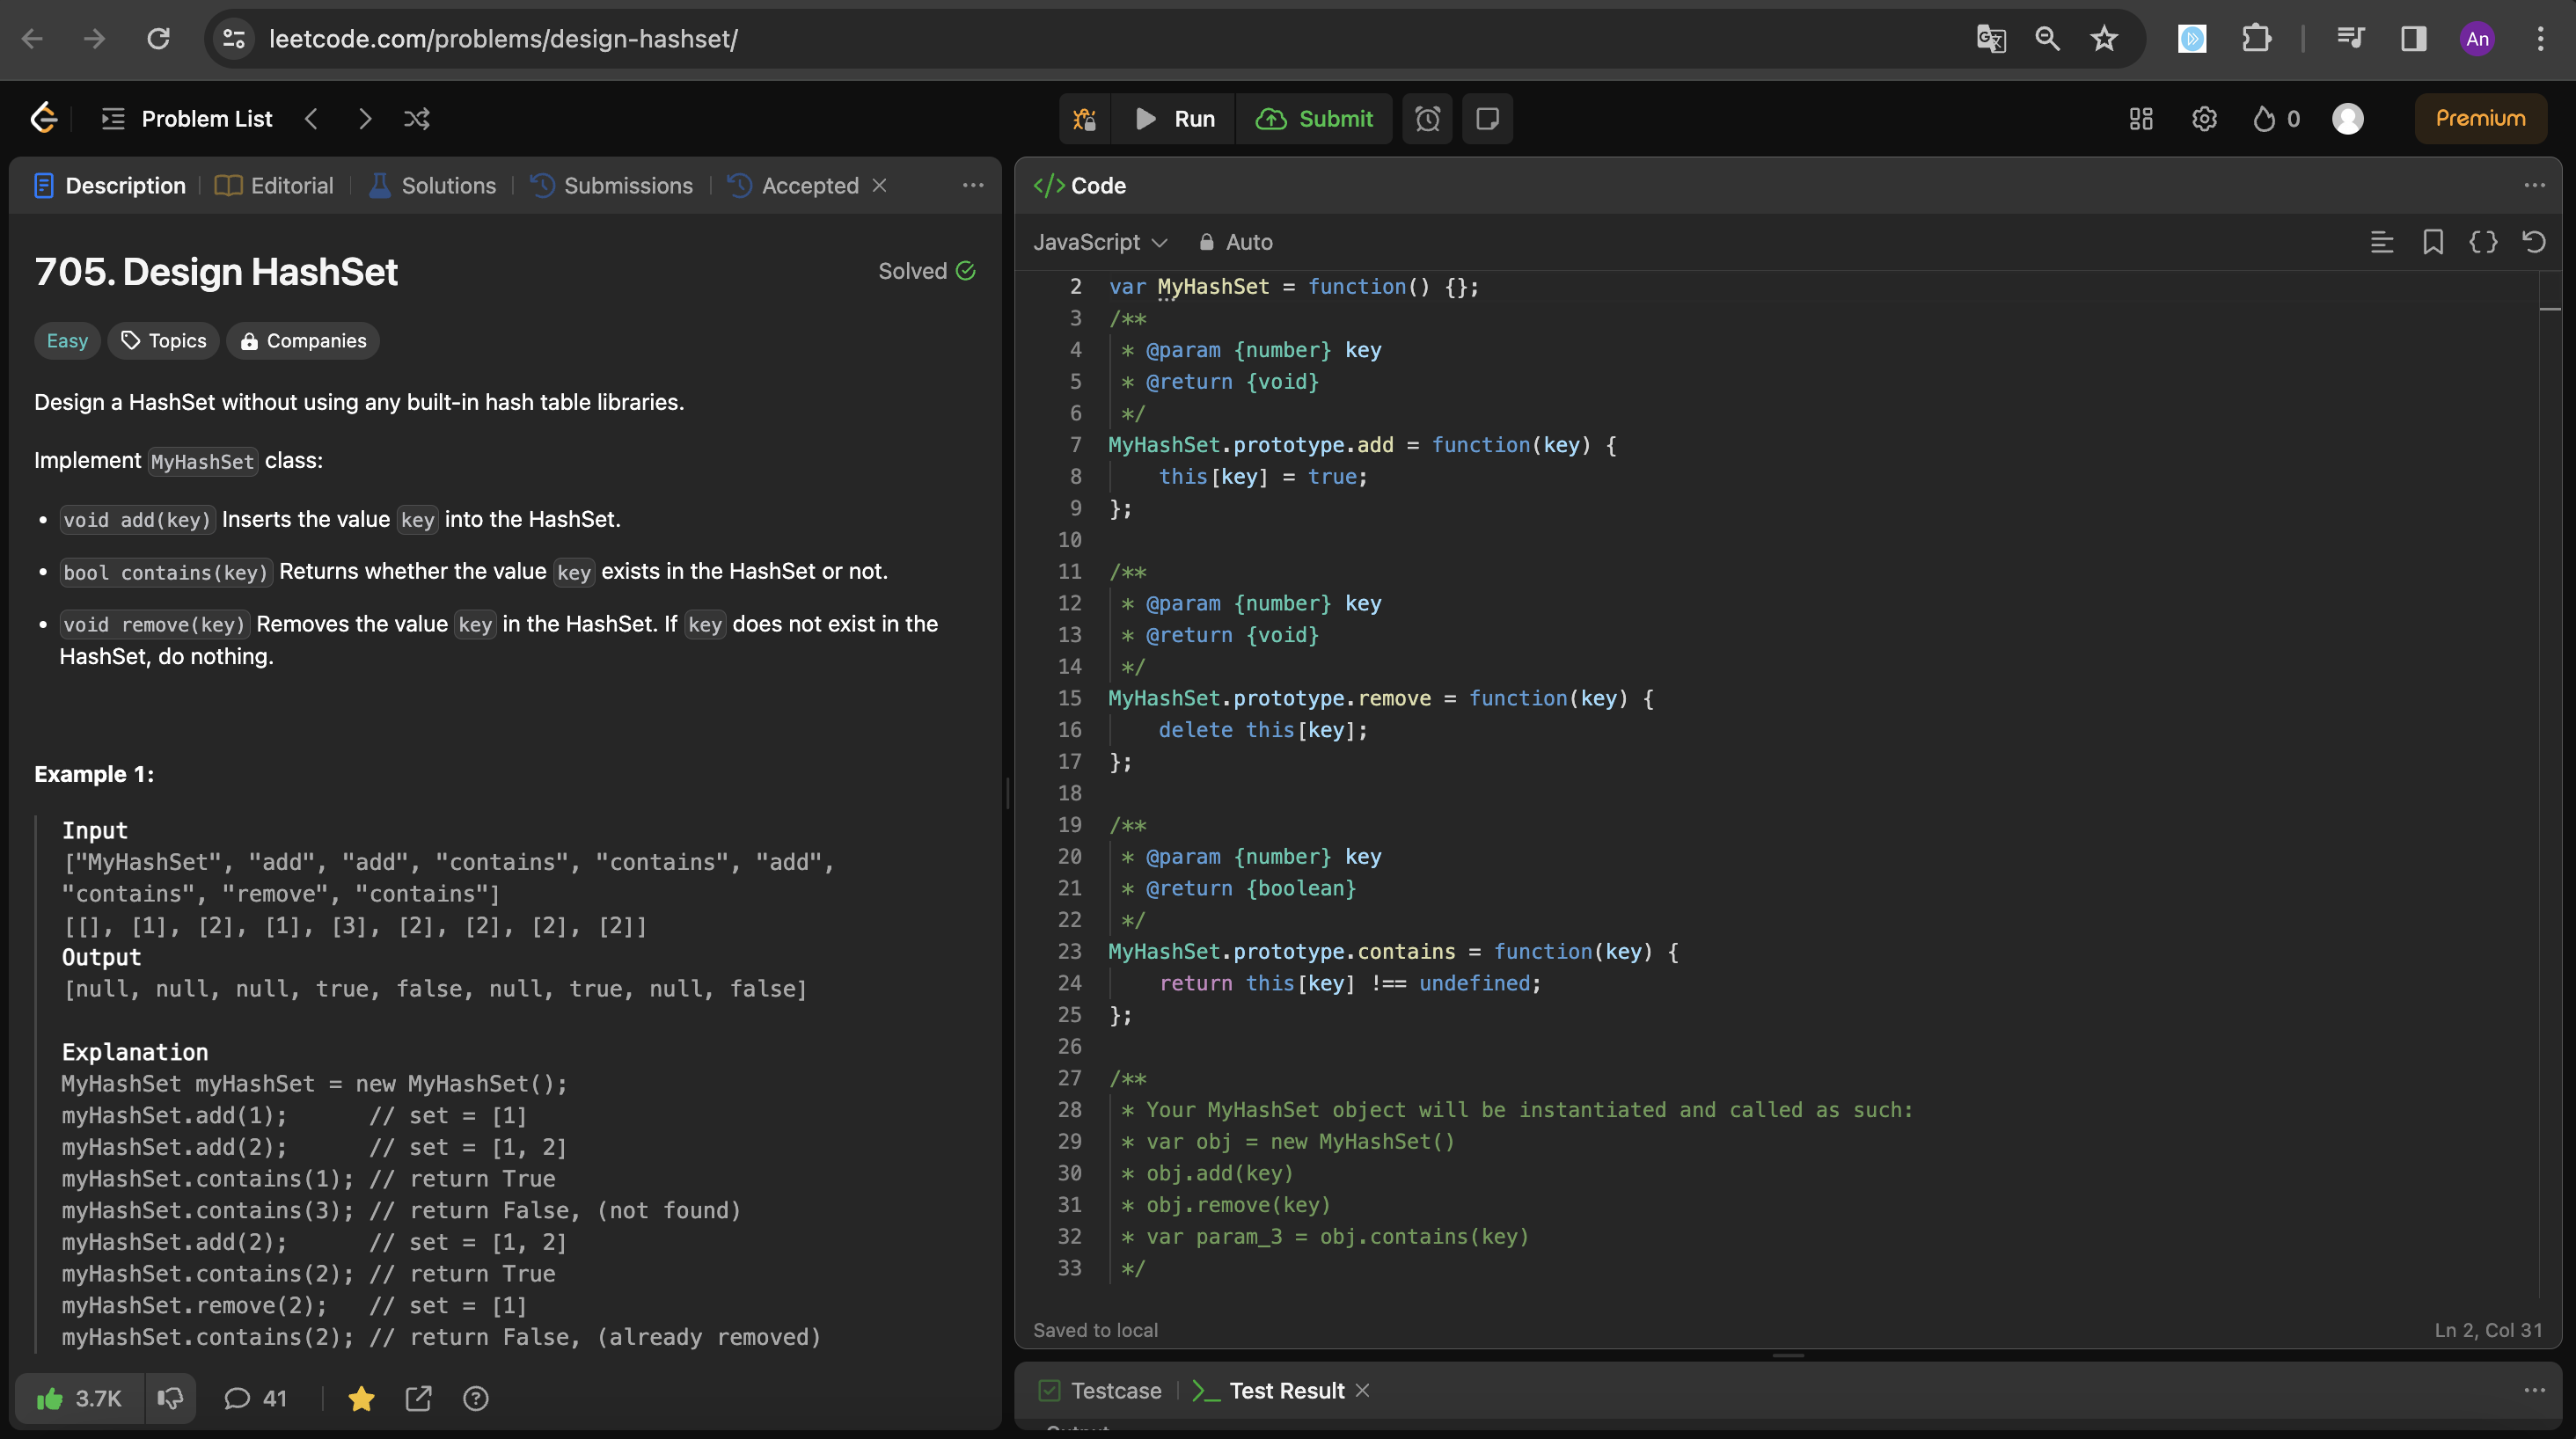 leetcode.com/problems/design-hashset/
An
Problem List
Run
Submit
0
Premium
Description
Editorial
Solutions
Submissions
Accepted
705. Design HashSet
Solved
Easy
Topics
Companies
Design a HashSet without using any built-in hash table libraries.
Implement MyHashSet class:
• void add(key) Inserts the value key into the HashSet.
• bool contains(key) Returns whether the value key exists in the HashSet or not.
• void remove(key) Removes the value key in the HashSet. If key does not exist in the
HashSet, do nothing.
Example 1:
Input
["MyHashSet", "add", "add", "contains", "contains", "add",
"contains", "remove", "contains"]
[[], [1], [2], [1], [3], [2], [2], [2], [2]]
Output
[null, null, null, true, false, null, true, null, false]
Explanation
MyHashSet myHashSet = new MyHashSet();
myHashSet.add(1);      // set = [1]
myHashSet.add(2);      // set = [1, 2]
myHashSet.contains(1); // return True
myHashSet.contains(3); // return False, (not found)
myHashSet.add(2);      // set = [1, 2]
myHashSet.contains(2); // return True
myHashSet.remove(2);   // set = [1]
myHashSet.contains(2); // return False, (already removed)
3.7K
41
</> Code
JavaScript
Auto
2 var MyHashSet = function() {};
3 /**
4  * @param {number} key
5  * @return {void}
6  */
7 MyHashSet.prototype.add = function(key) {
8     this[key] = true;
9 };
10
11 /**
12  * @param {number} key
13  * @return {void}
14  */
15 MyHashSet.prototype.remove = function(key) {
16     delete this[key];
17 };
18
19 /**
20  * @param {number} key
21  * @return {boolean}
22  */
23 MyHashSet.prototype.contains = function(key) {
24     return this[key] !== undefined;
25 };
26
27 /**
28  * Your MyHashSet object will be instantiated and called as such:
29  * var obj = new MyHashSet()
30  * obj.add(key)
31  * obj.remove(key)
32  * var param_3 = obj.contains(key)
33  */
Saved to local
Ln 2, Col 31
Testcase
Test Result